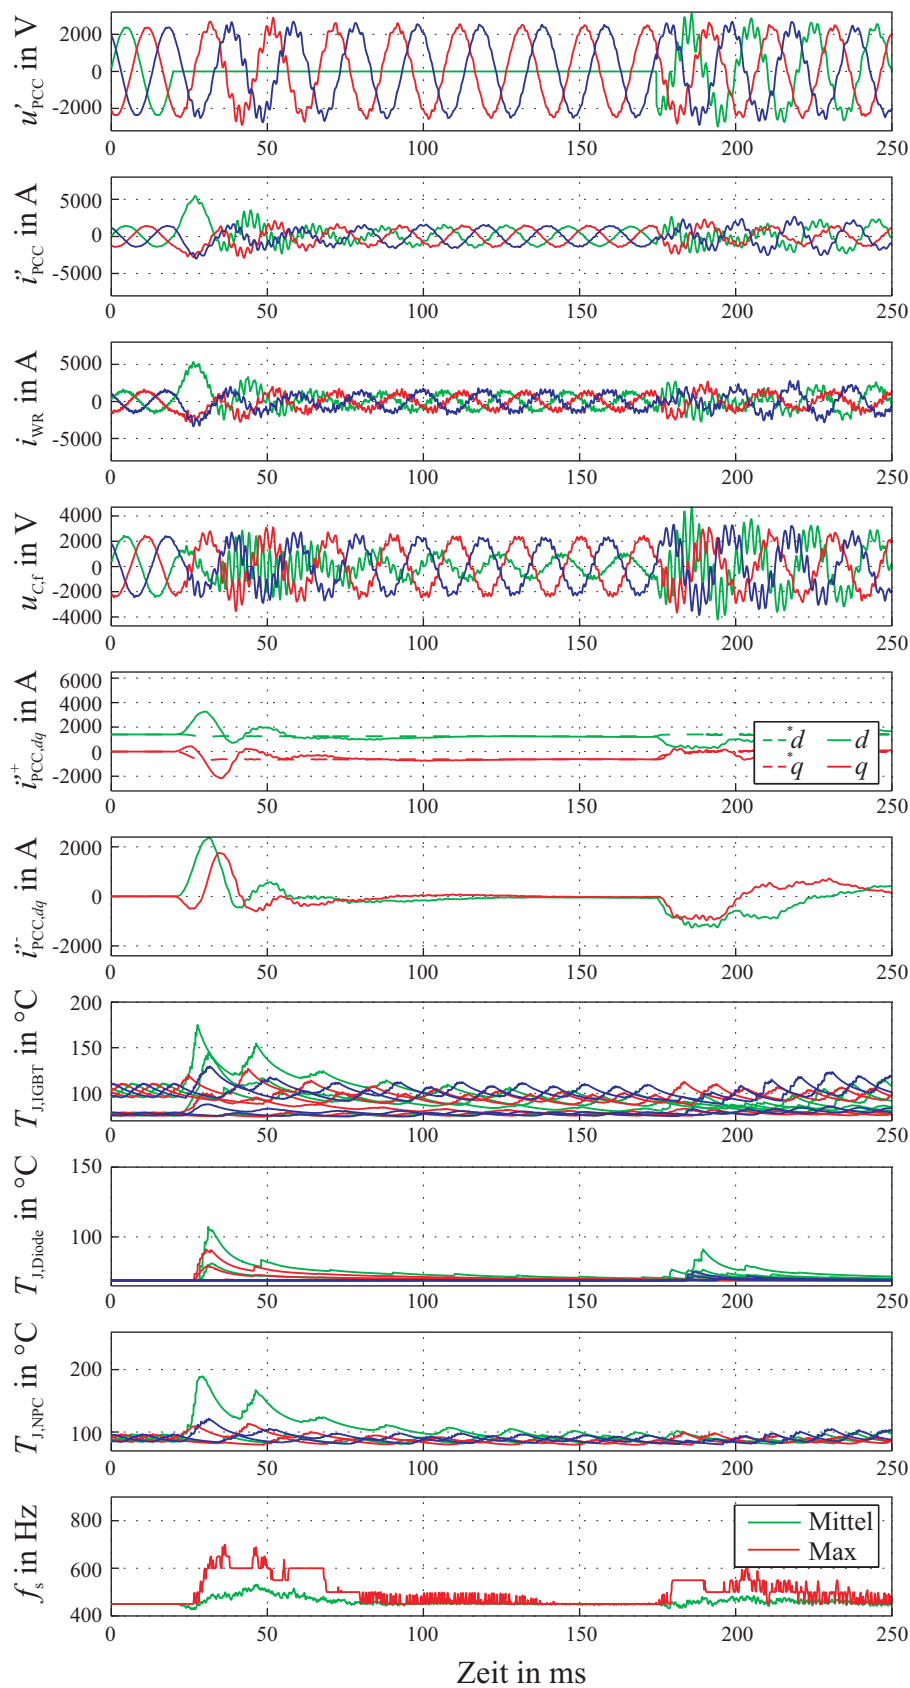 u'PCC in V
2000
0
-2000
0 50 100 150 200 250
i''PCC in A
5000
0
-5000
0 50 100 150 200 250
iWR in A
5000
0
-5000
0 50 100 150 200 250
uC,f in V
4000
2000
0
-2000
-4000
0 50 100 150 200 250
i''+PCC,dq in A
6000
4000
2000
0
-2000
*d d
*q q
0 50 100 150 200 250
i''-PCC,dq in A
2000
0
-2000
0 50 100 150 200 250
TJ,IGBT in °C
200
150
100
0 50 100 150 200 250
TJ,Diode in °C
150
100
0 50 100 150 200 250
TJ,NPC in °C
200
100
0 50 100 150 200 250
fs in Hz
800
600
400
Mittel
Max
0 50 100 150 200 250
Zeit in ms